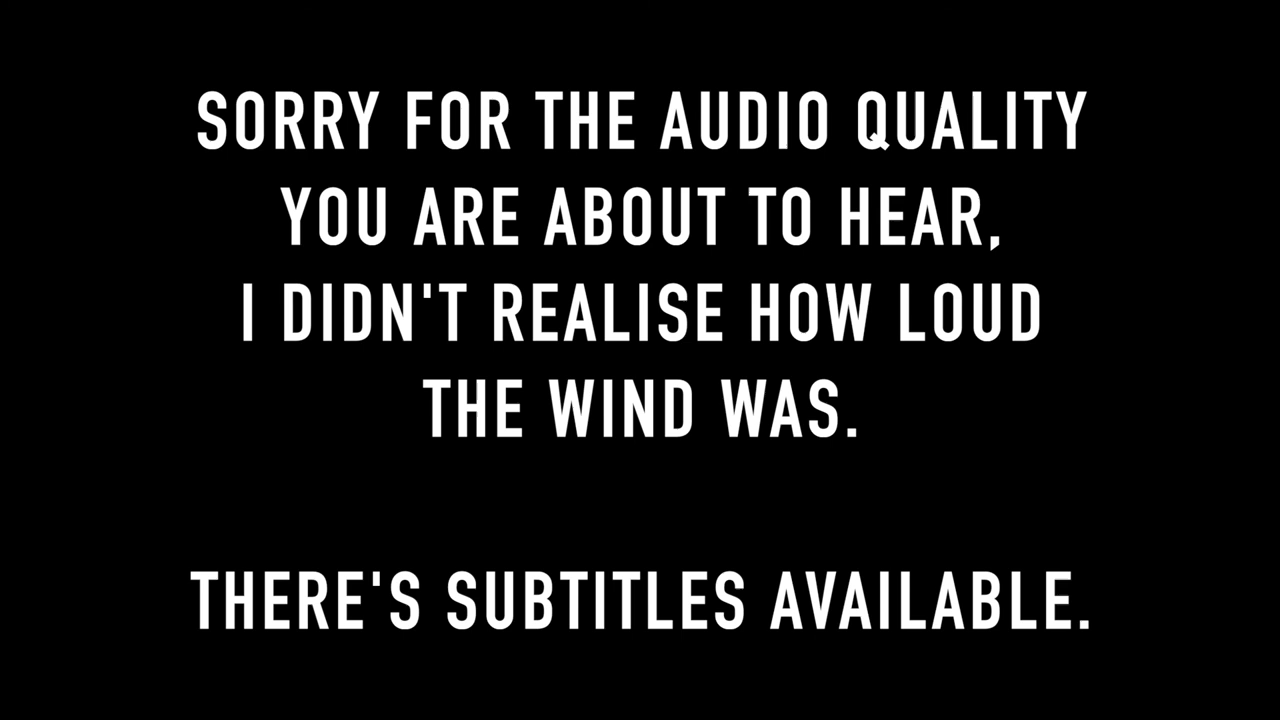 SORRY FOR THE AUDIO QUALITY
YOU ARE ABOUT TO HEAR,
I DIDN'T REALISE HOW LOUD
THE WIND WAS.
THERE'S SUBTITLES AVAILABLE.